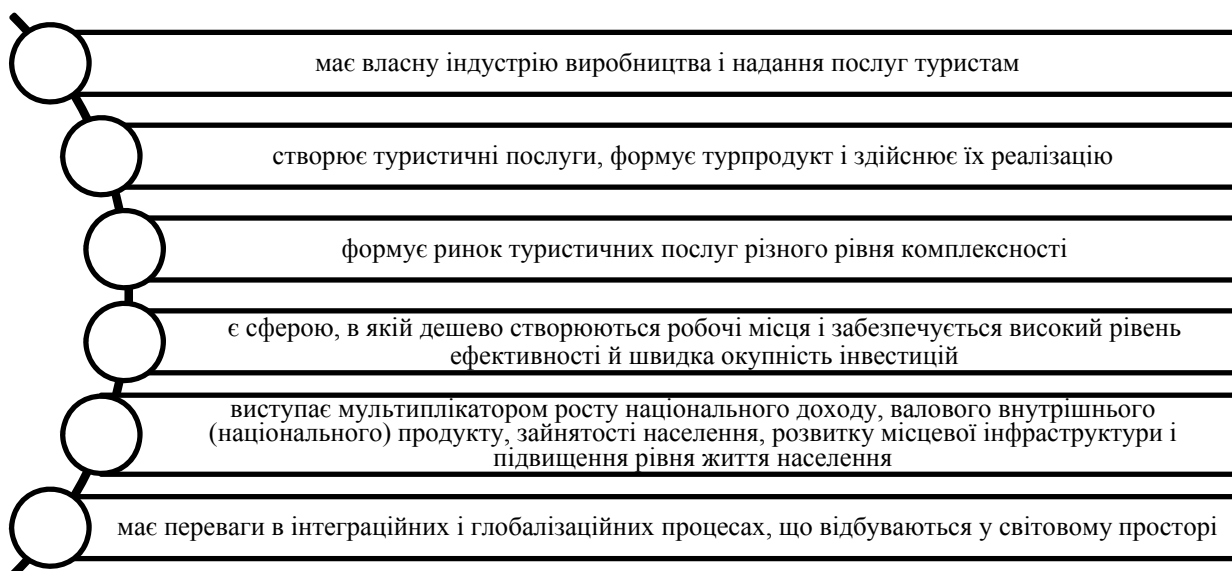 має власну індустрію виробництва і надання послуг туристам
створює туристичні послуги, формує турпродукт і здійснює їх реалізацію
формує ринок туристичних послуг різного рівня комплексності
є сферою, в якій дешево створюються робочі місця і забезпечується високий рівень
ефективності й швидка окупність інвестицій
виступає мультиплікатором росту національного доходу, валового внутрішнього
(національного) продукту, зайнятості населення, розвитку місцевої інфраструктури і
підвищення рівня життя населення
має переваги в інтеграційних і глобалізаційних процесах, що відбуваються у світовому просторі